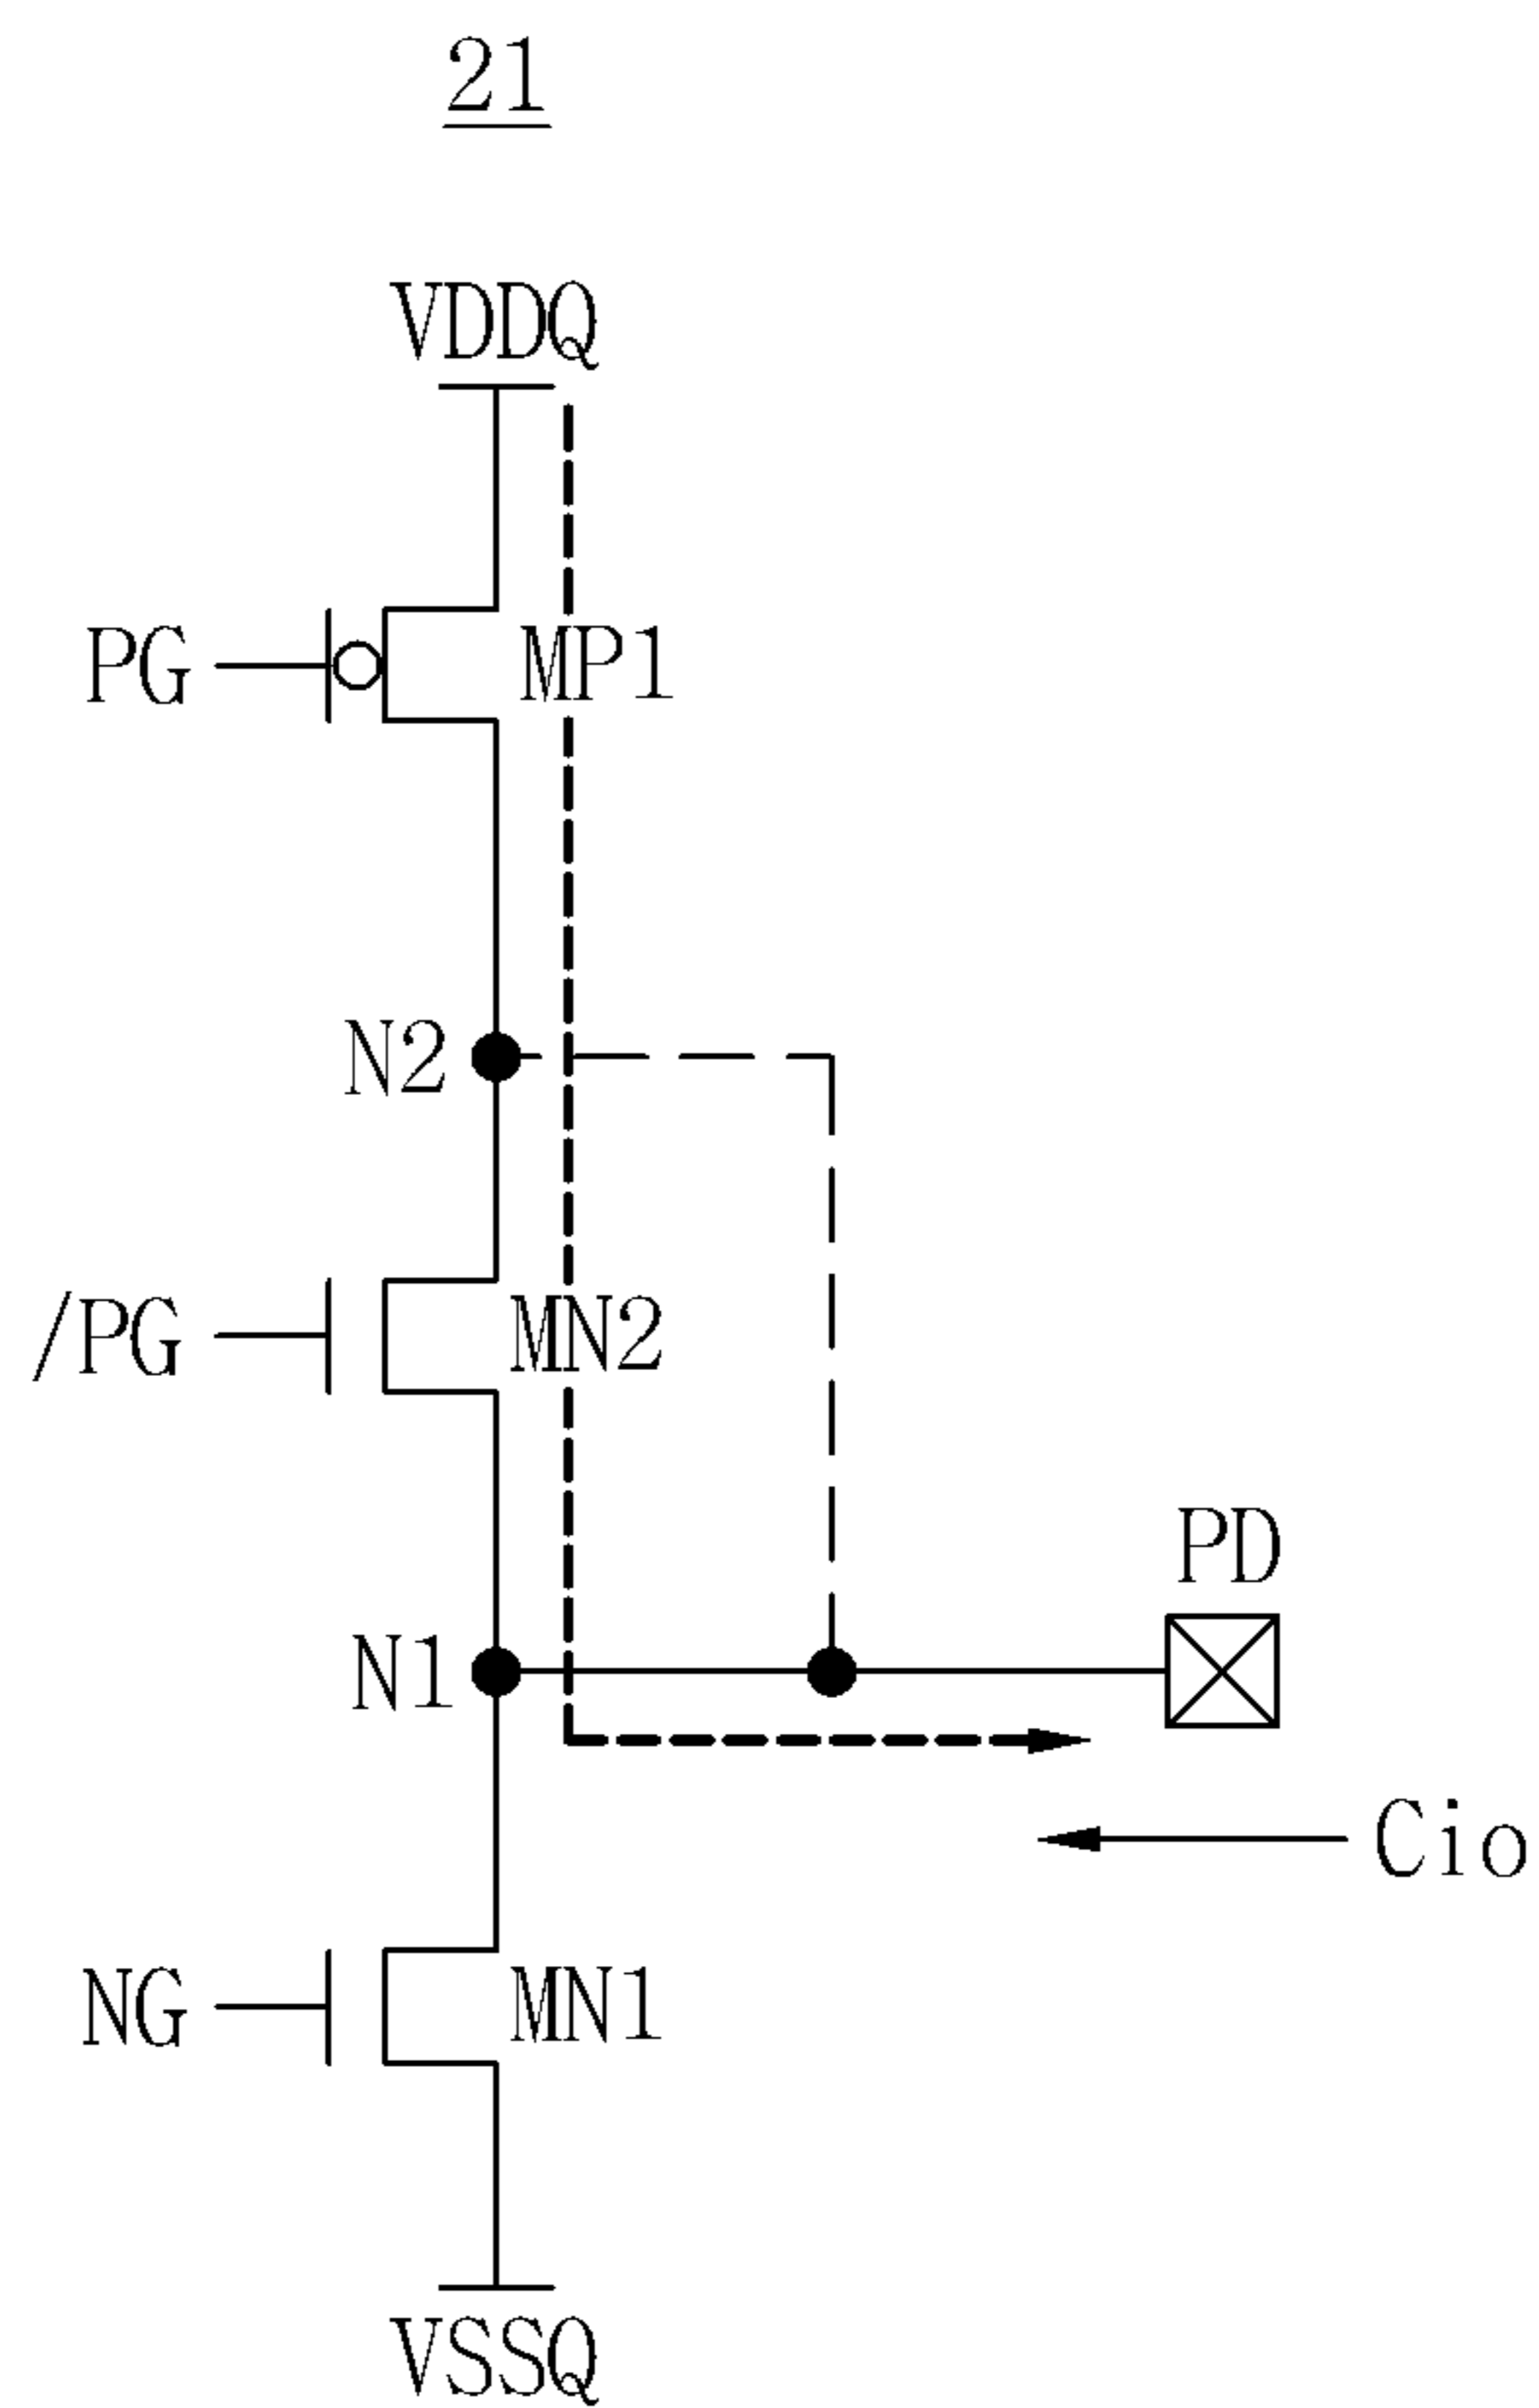 21
VDDQ
PG
MP1
N2
/PG
MN2
PD
N1
Cio
NG
MN1
VSSQ